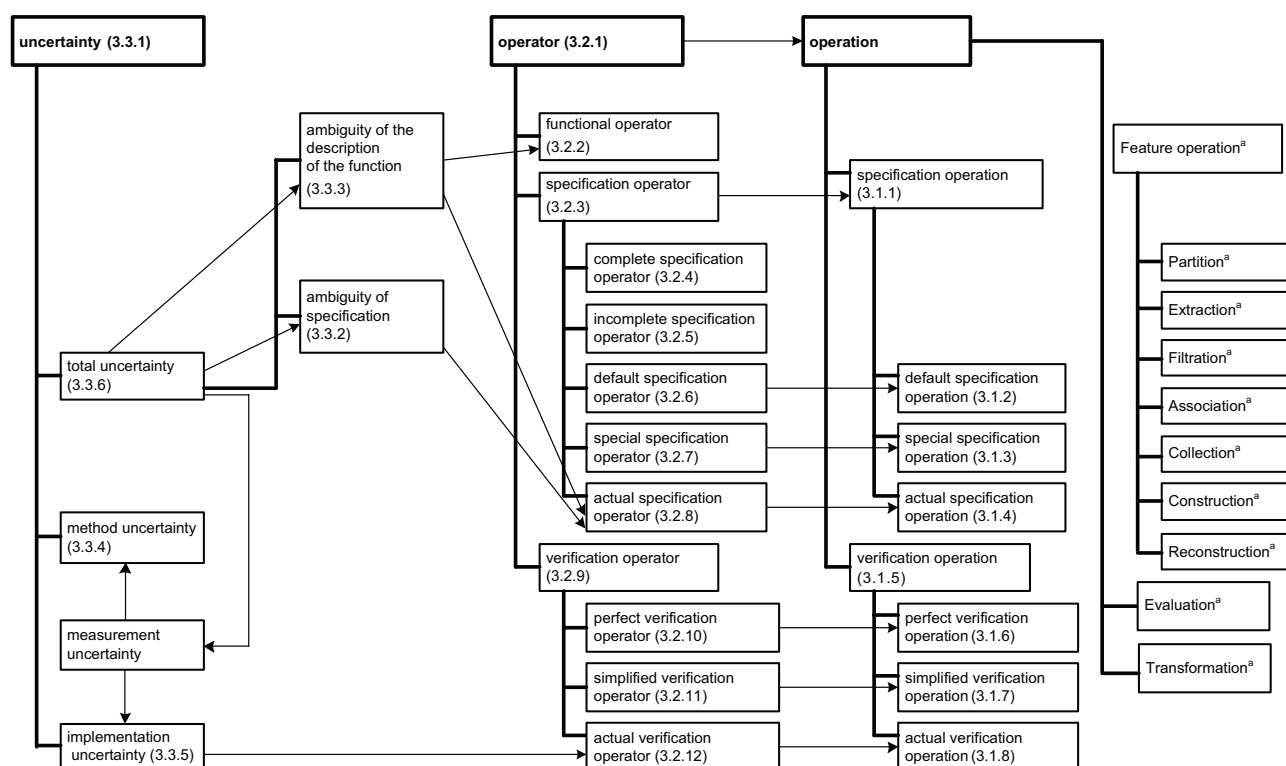 uncertainty (3.3.1)
operator (3.2.1)
operation
ambiguity of the
description
of the function
(3.3.3)
functional operator
(3.2.2)
Feature operationᵃ
specification operator
(3.2.3)
specification operation
(3.1.1)
complete specification
operator (3.2.4)
Partitionᵃ
ambiguity of
specification
(3.3.2)
incomplete specification
operator (3.2.5)
Extractionᵃ
total uncertainty
(3.3.6)
default specification
operator (3.2.6)
default specification
operation (3.1.2)
Filtrationᵃ
Associationᵃ
special specification
operator (3.2.7)
special specification
operation (3.1.3)
Collectionᵃ
actual specification
operator (3.2.8)
actual specification
operation (3.1.4)
Constructionᵃ
method uncertainty
(3.3.4)
verification operator
(3.2.9)
verification operation
(3.1.5)
Reconstructionᵃ
Evaluationᵃ
measurement
uncertainty
perfect verification
operator (3.2.10)
perfect verification
operation (3.1.6)
simplified verification
operator (3.2.11)
simplified verification
operation (3.1.7)
Transformationᵃ
implementation
uncertainty (3.3.5)
actual verification
operator (3.2.12)
actual verification
operation (3.1.8)